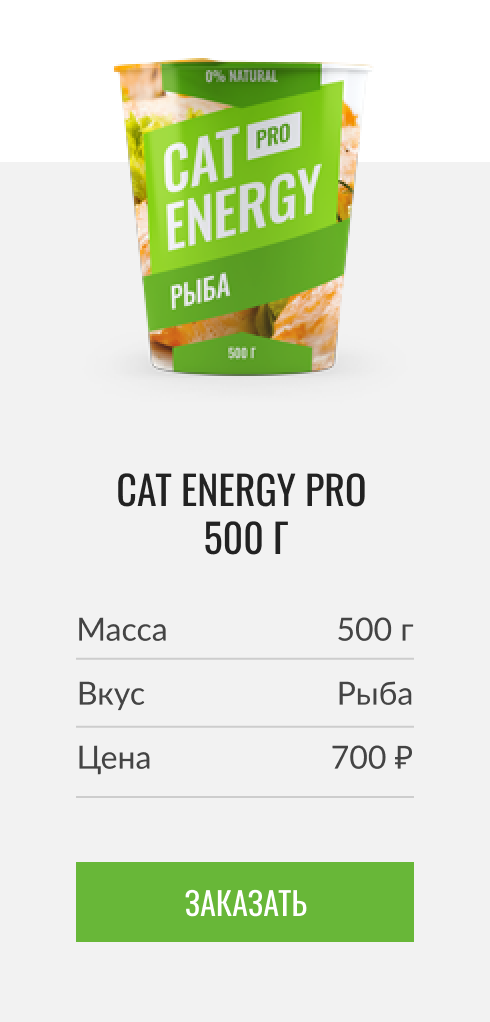 0% NATURAL
CAT PRO
ENERGY
РЫБА
500 Г
CAT ENERGY PRO
500 Г
Масса 500 г
Вкус Рыба
Цена 700 ₽
ЗАКАЗАТЬ